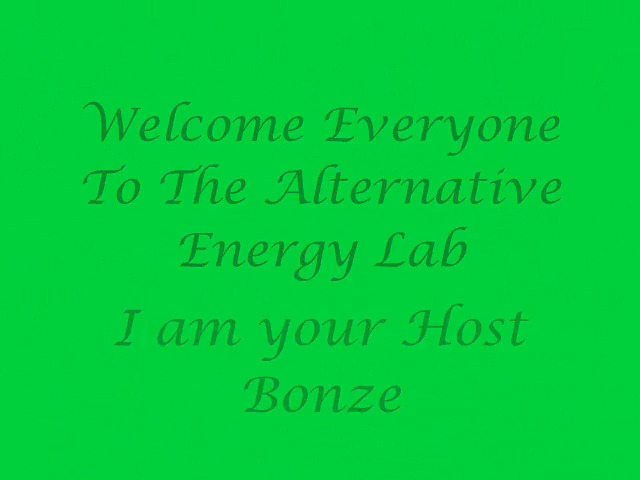 Welcome Everyone
To The Alternative
Energy Lab
I am your Host
Bonze